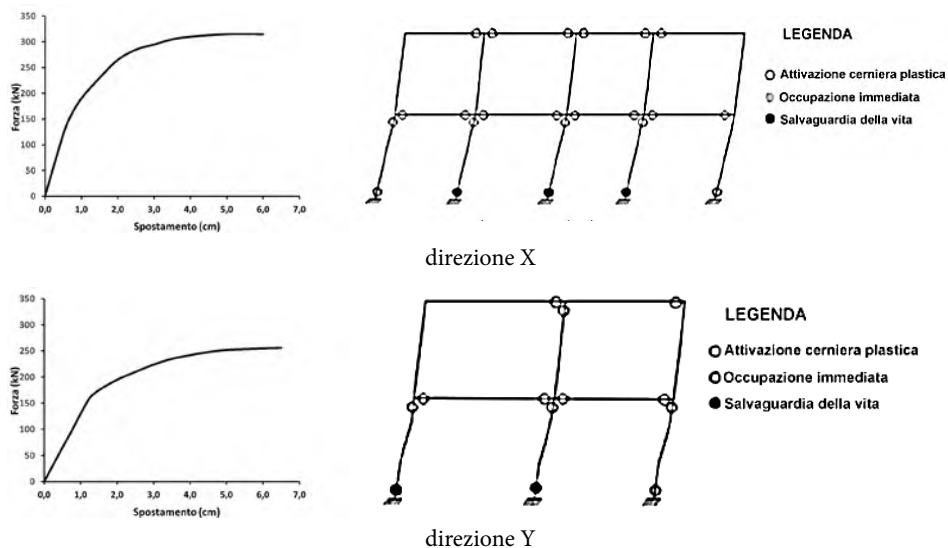 350
300
250
200
150
100
50
0
Forza (kN)
0,0 1,0 2,0 3,0 4,0 5,0 6,0 7,0
Spostamento (cm)
LEGENDA
Attivazione cerniera plastica
Occupazione immediata
Salvaguardia della vita
direzione X
350
300
250
200
150
100
50
0
Forza (kN)
0,0 1,0 2,0 3,0 4,0 5,0 6,0 7,0
Spostamento (cm)
LEGENDA
Attivazione cerniera plastica
Occupazione immediata
Salvaguardia della vita
direzione Y